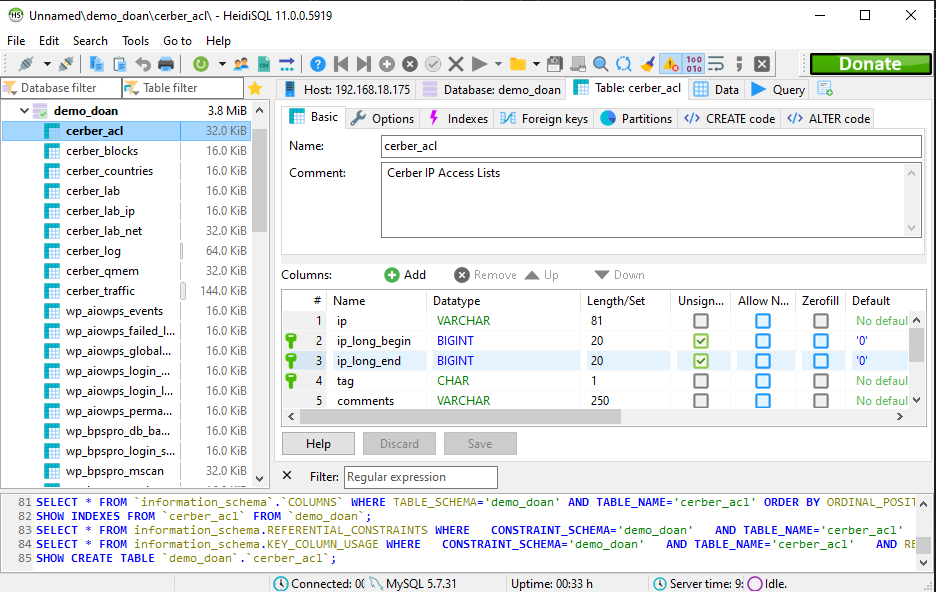 Unnamed\demo_doan\cerber_acl\ - HeidiSQL 11.0.0.5919
File Edit Search Tools Go to Help
Donate
Database filter Table filter
Host: 192.168.18.175 Database: demo_doan Table: cerber_acl Data Query
demo_doan 3.8 MiB
cerber_acl 32.0 KiB
cerber_blocks 16.0 KiB
cerber_countries 16.0 KiB
cerber_lab 16.0 KiB
cerber_lab_ip 16.0 KiB
cerber_lab_net 32.0 KiB
cerber_log 64.0 KiB
cerber_qmem 32.0 KiB
cerber_traffic 144.0 KiB
wp_aiowps_events 16.0 KiB
wp_aiowps_failed_l... 16.0 KiB
wp_aiowps_global... 16.0 KiB
wp_aiowps_login_... 16.0 KiB
wp_aiowps_login_l... 16.0 KiB
wp_aiowps_perma... 16.0 KiB
wp_bpspro_db_ba... 16.0 KiB
wp_bpspro_login_s... 16.0 KiB
wp_bpspro_mscan 32.0 KiB
Basic Options Indexes Foreign keys Partitions CREATE code ALTER code
Name: cerber_acl
Comment: Cerber IP Access Lists
Columns: Add Remove Up Down
# Name Datatype Length/Set Unsign... Allow N... Zerofill Default
1 ip VARCHAR 81 No defaul
2 ip_long_begin BIGINT 20 '0'
3 ip_long_end BIGINT 20 '0'
4 tag CHAR 1 No defaul
5 comments VARCHAR 250 No defaul
Help Discard Save
Filter: Regular expression
81 SELECT * FROM `information_schema`.`COLUMNS` WHERE TABLE_SCHEMA='demo_doan' AND TABLE_NAME='cerber_acl' ORDER BY ORDINAL_POSIT
82 SHOW INDEXES FROM `cerber_acl` FROM `demo_doan`;
83 SELECT * FROM information_schema.REFERENTIAL_CONSTRAINTS WHERE CONSTRAINT_SCHEMA='demo_doan' AND TABLE_NAME='cerber_acl'
84 SELECT * FROM information_schema.KEY_COLUMN_USAGE WHERE CONSTRAINT_SCHEMA='demo_doan' AND TABLE_NAME='cerber_acl' AND RE
85 SHOW CREATE TABLE `demo_doan`.`cerber_acl`;
Connected: 00 MySQL 5.7.31 Uptime: 00:33 h Server time: 9: Idle.